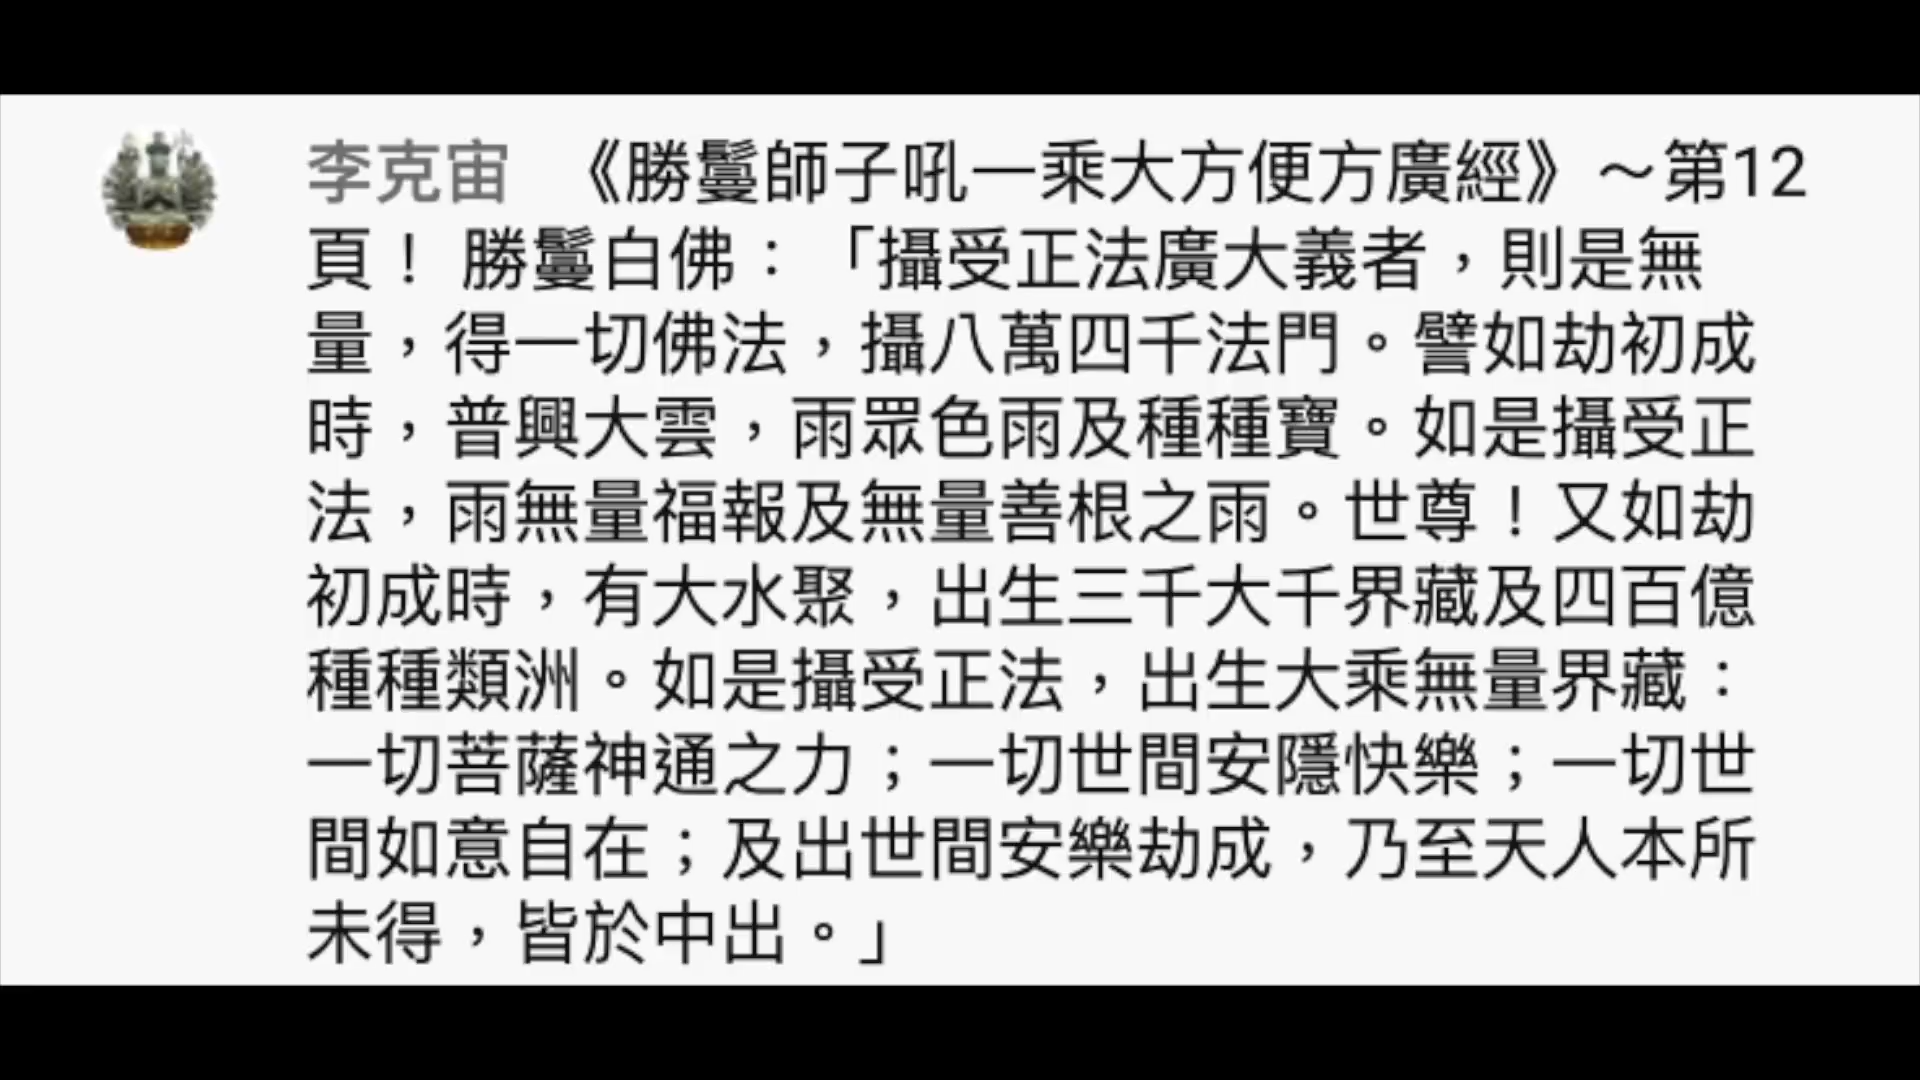 李克宙 《勝鬘師子吼一乘大方便方廣經》～第12
頁！ 勝鬘白佛：「攝受正法廣大義者，則是無
量，得一切佛法，攝八萬四千法門。譬如劫初成
時，普興大雲，雨眾色雨及種種寶。如是攝受正
法，雨無量福報及無量善根之雨。世尊！又如劫
初成時，有大水聚，出生三千大千界藏及四百億
種種類洲。如是攝受正法，出生大乘無量界藏：
一切菩薩神通之力；一切世間安隱快樂；一切世
間如意自在；及出世間安樂劫成，乃至天人本所
未得，皆於中出。」